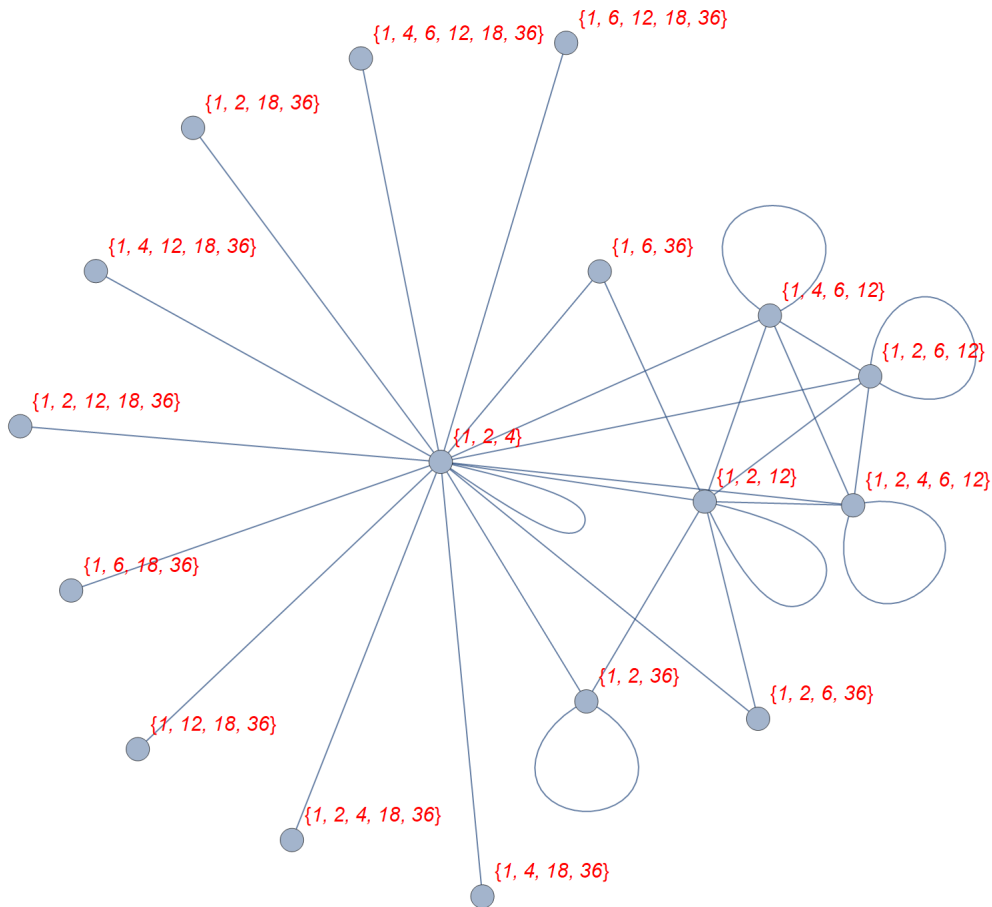 {1, 6, 12, 18, 36}
{1, 4, 6, 12, 18, 36}
{1, 2, 18, 36}
{1, 4, 12, 18, 36}
{1, 6, 36}
{1, 4, 6, 12}
{1, 2, 6, 12}
{1, 2, 12, 18, 36}
{1, 2, 4}
{1, 2, 12}
{1, 2, 4, 6, 12}
{1, 6, 18, 36}
{1, 2, 36}
{1, 2, 6, 36}
{1, 12, 18, 36}
{1, 2, 4, 18, 36}
{1, 4, 18, 36}